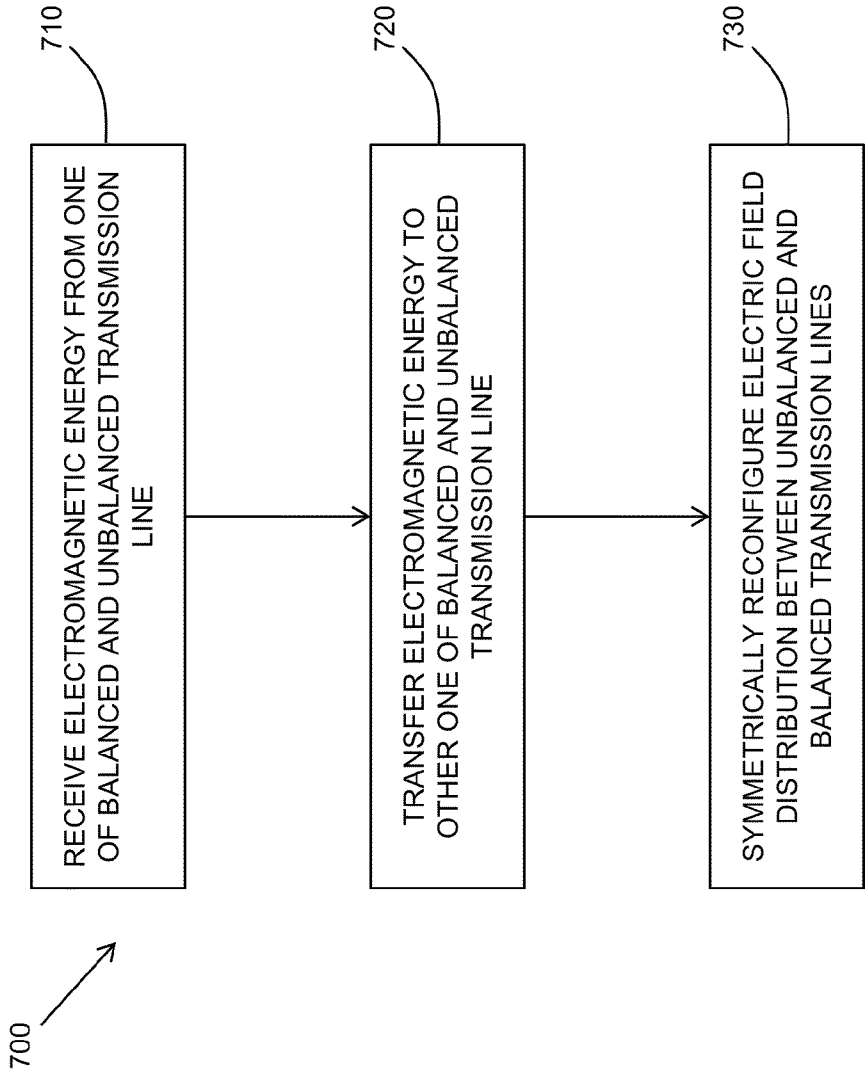 700
710
RECEIVE ELECTROMAGNETIC ENERGY FROM ONE
OF BALANCED AND UNBALANCED TRANSMISSION
LINE
720
TRANSFER ELECTROMAGNETIC ENERGY TO
OTHER ONE OF BALANCED AND UNBALANCED
TRANSMISSION LINE
730
SYMMETRICALLY RECONFIGURE ELECTRIC FIELD
DISTRIBUTION BETWEEN UNBALANCED AND
BALANCED TRANSMISSION LINES